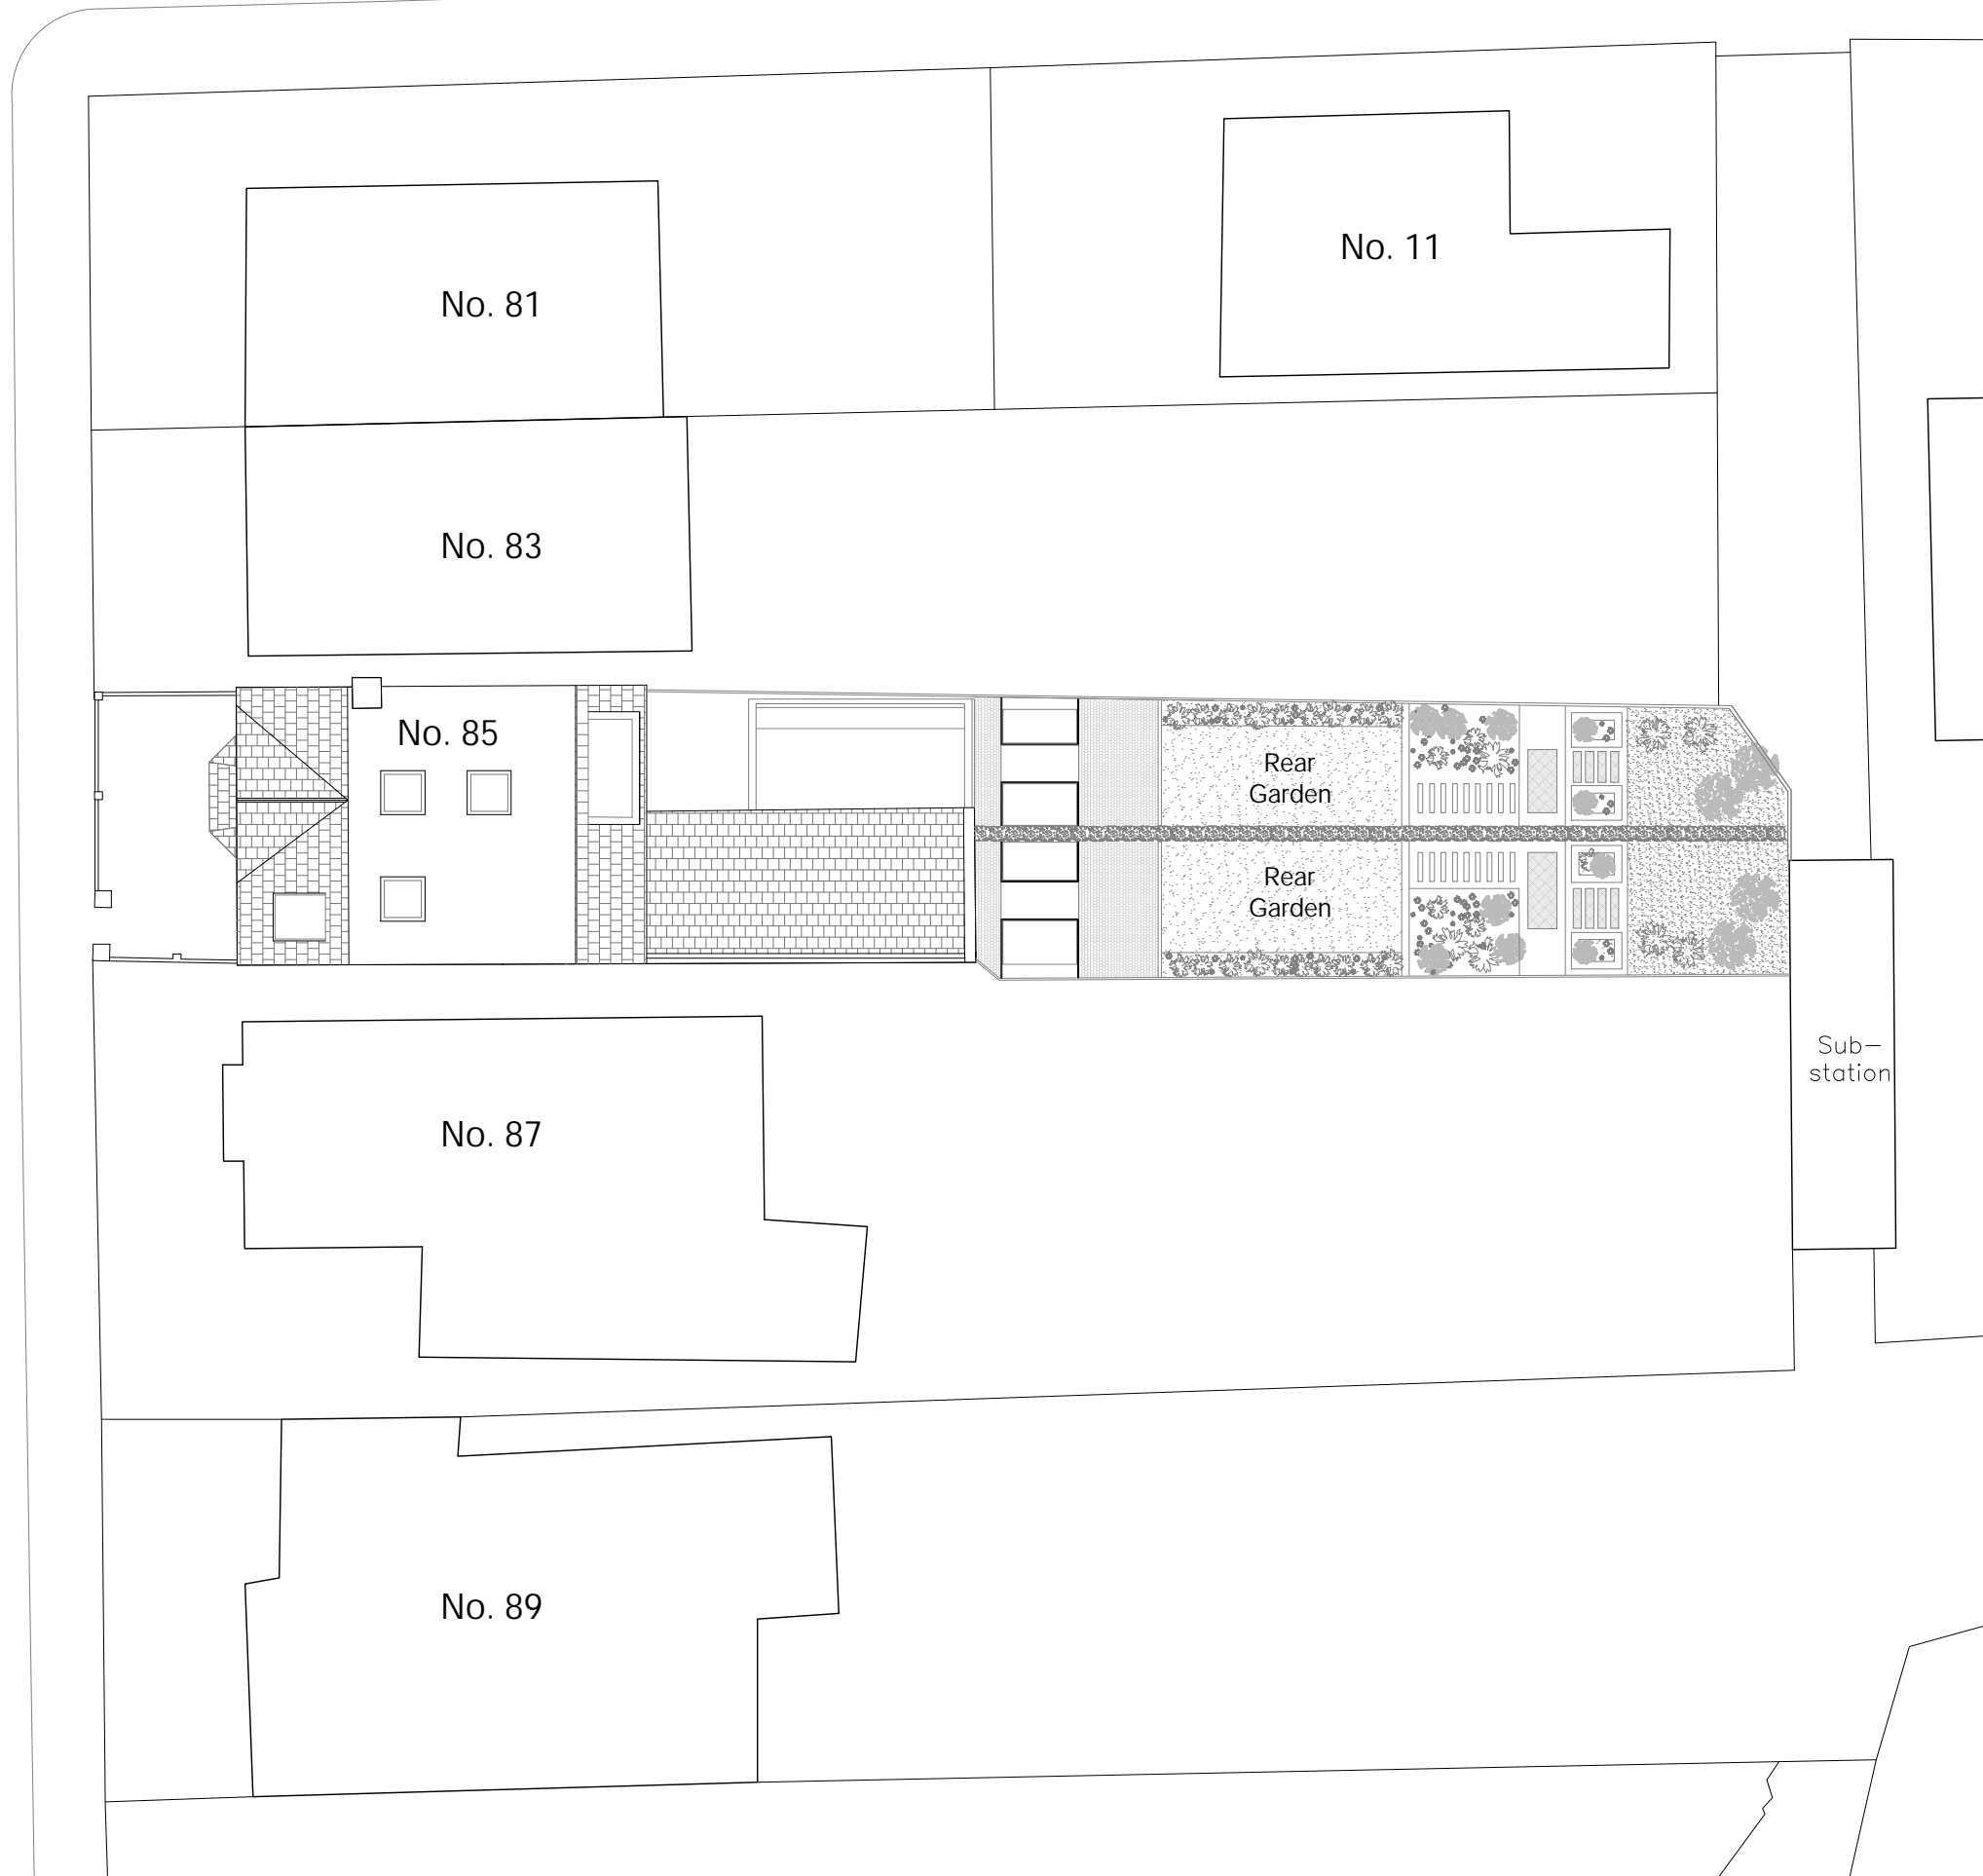 No. 11
No. 81
No. 83
No. 85
Rear
Garden
Rear
Garden
Sub-
station
No. 87
No. 89